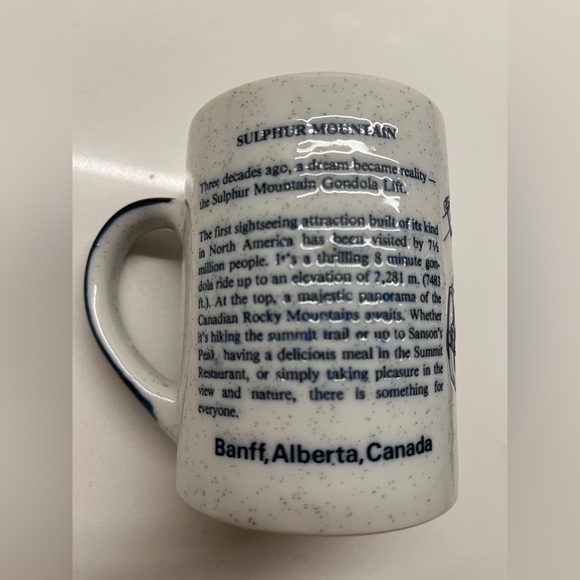 SULPHUR MOUNTAIN
Three decades ago, a dream became reality —
the Sulphur Mountain Gondola Lift.
The first sightseeing attraction built of its kind
in North America has been visited by 7½
million people. It's a thrilling 8 minute gon-
dola ride up to an elevation of 2,281 m. (7483
ft.). At the top, a majestic panorama of the
Canadian Rocky Mountains awaits. Whether
it's hiking the summit trail or up to Sanson's
Peak, having a delicious meal in the Summit
Restaurant, or simply taking pleasure in the
view and nature, there is something for
everyone.
Banff, Alberta, Canada